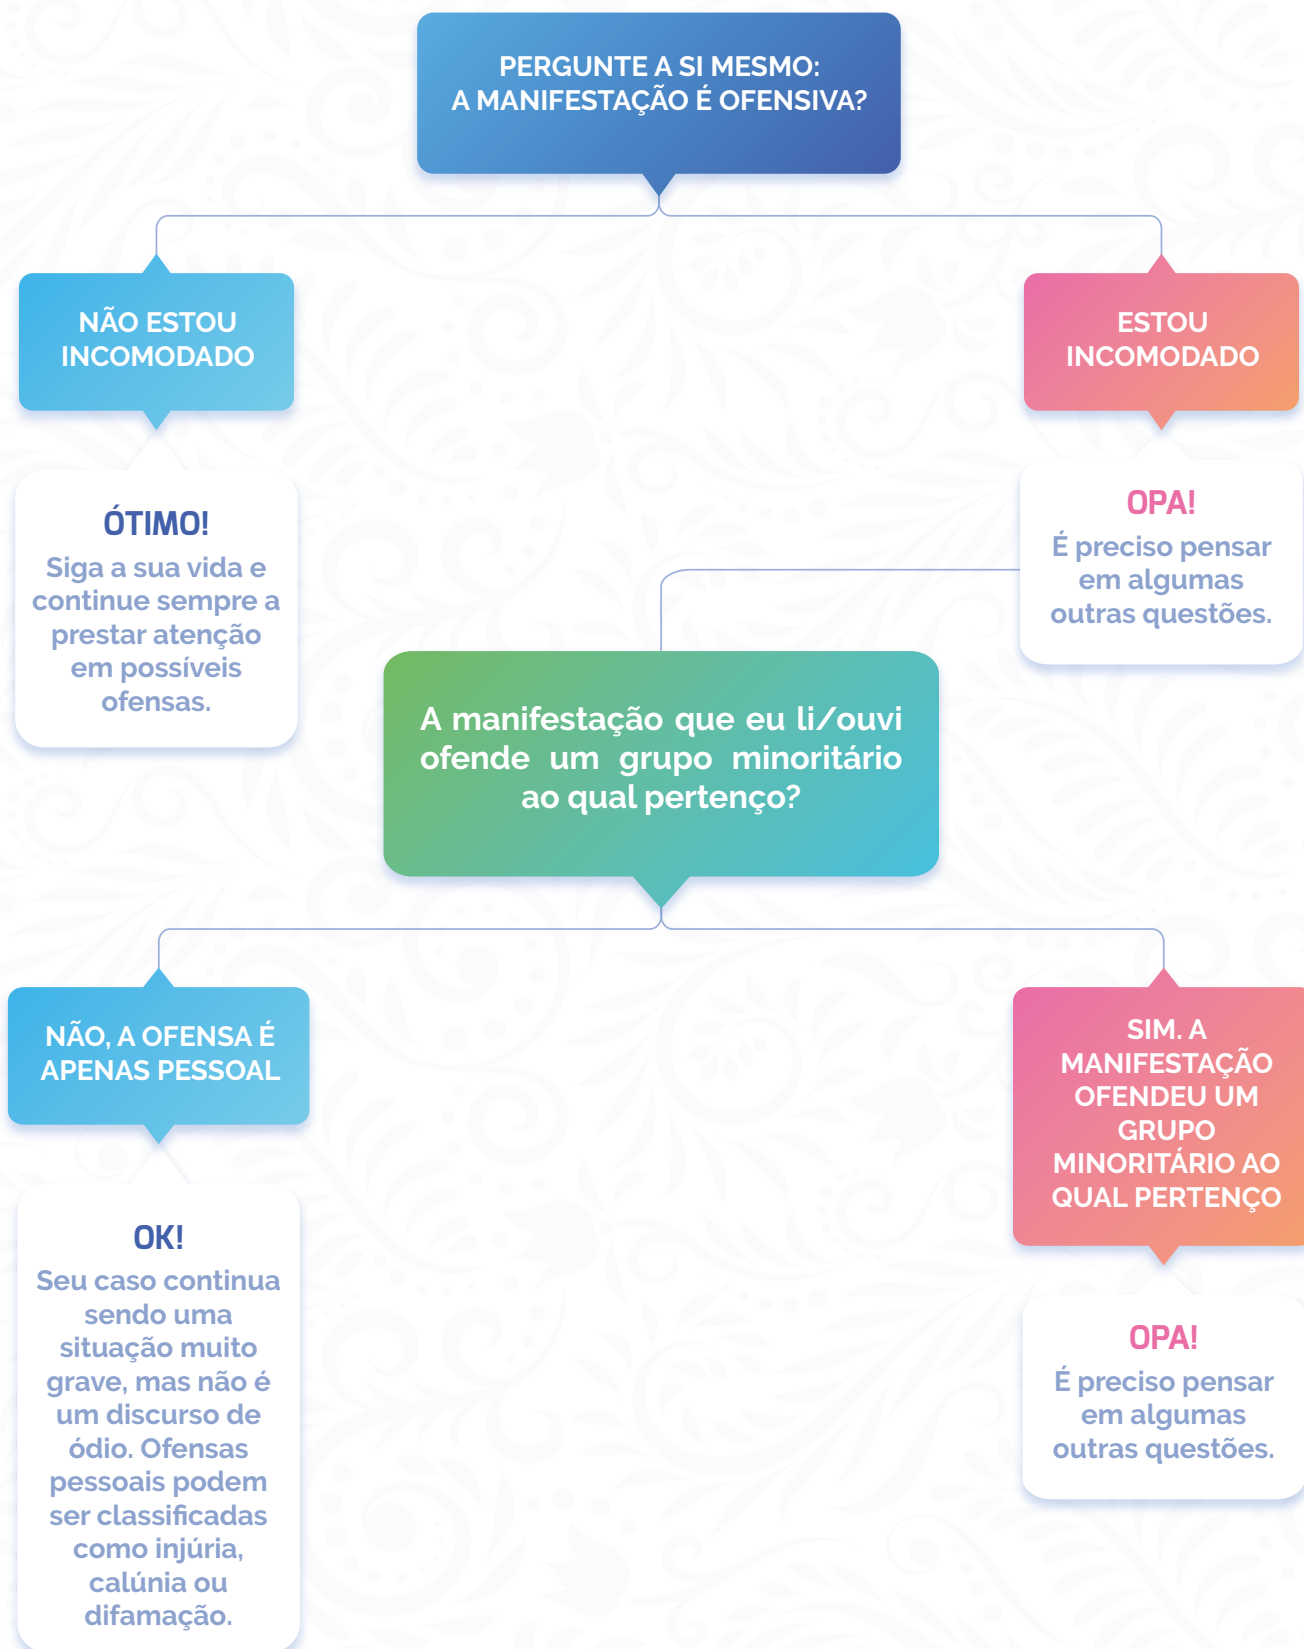 PERGUNTE A SI MESMO:
A MANIFESTAÇÃO É OFENSIVA?
NÃO ESTOU
INCOMODADO
ESTOU
INCOMODADO
ÓTIMO!
Siga a sua vida e
continue sempre a
prestar atenção
em possíveis
ofensas.
OPA!
É preciso pensar
em algumas
outras questões.
A manifestação que eu li/ouvi
ofende um grupo minoritário
ao qual pertenço?
NÃO, A OFENSA É
APENAS PESSOAL
SIM. A
MANIFESTAÇÃO
OFENDEU UM
GRUPO
MINORITÁRIO AO
QUAL PERTENÇO
OK!
Seu caso continua
sendo uma
situação muito
grave, mas não é
um discurso de
ódio. Ofensas
pessoais podem
ser classificadas
como injúria,
calúnia ou
difamação.
OPA!
É preciso pensar
em algumas
outras questões.